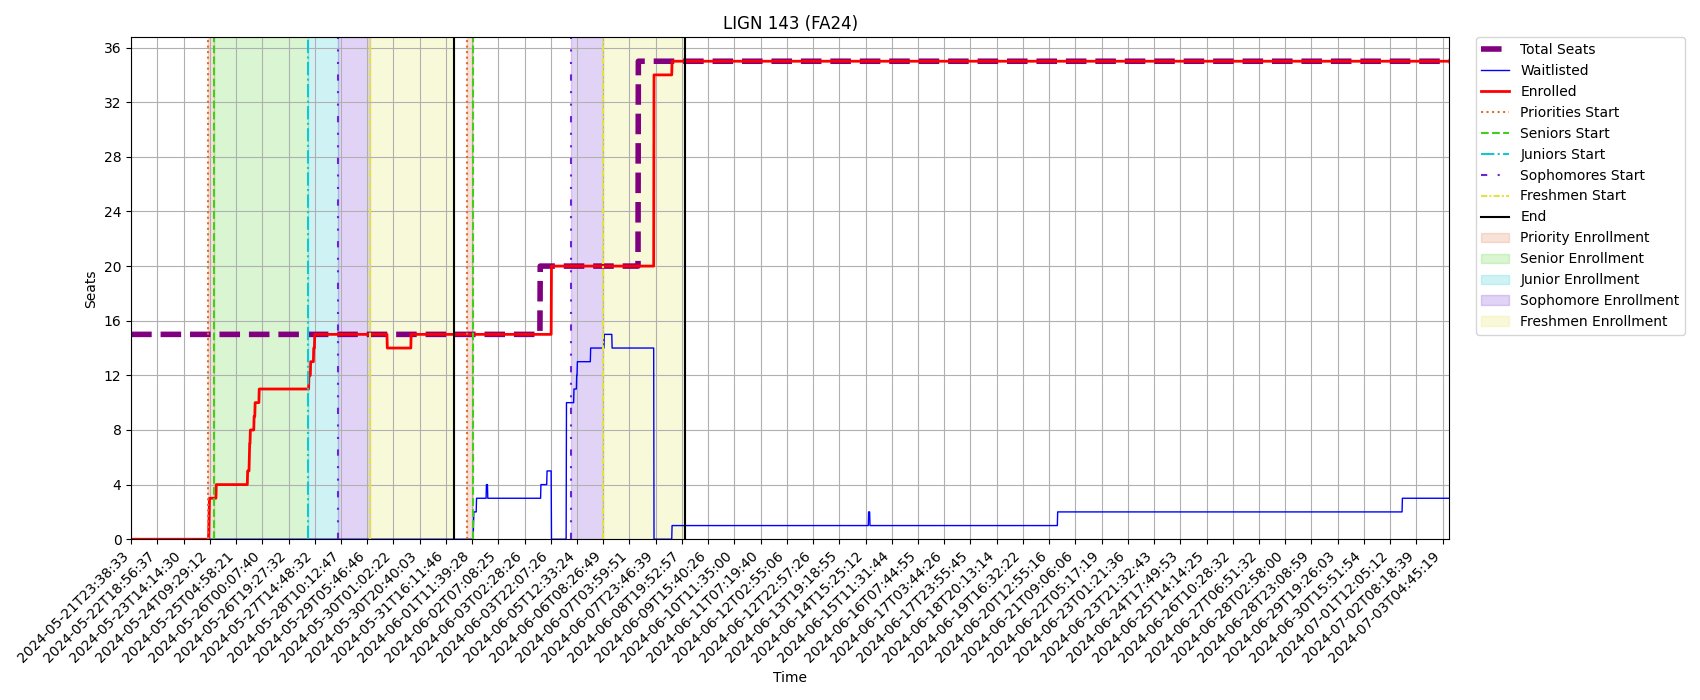 LIGN 143 (FA24)
Seats
36
32
28
24
20
16
12
8
4
0
2024-05-21T23:38:33
2024-05-22T18:56:37
2024-05-23T14:14:30
2024-05-24T09:29:12
2024-05-25T04:58:21
2024-05-26T00:07:40
2024-05-26T19:27:32
2024-05-27T14:48:32
2024-05-28T10:12:47
2024-05-29T05:46:46
2024-05-30T01:02:22
2024-05-30T20:40:03
2024-05-31T16:11:46
2024-06-01T11:39:28
2024-06-02T07:08:25
2024-06-03T02:28:26
2024-06-03T22:07:26
2024-06-05T12:33:24
2024-06-06T08:26:49
2024-06-07T03:59:51
2024-06-07T23:46:39
2024-06-08T19:52:57
2024-06-09T15:40:26
2024-06-10T11:35:00
2024-06-11T07:19:40
2024-06-12T02:55:06
2024-06-12T22:57:26
2024-06-13T19:18:55
2024-06-14T15:25:12
2024-06-15T11:31:44
2024-06-16T07:44:55
2024-06-17T03:44:26
2024-06-17T23:55:45
2024-06-18T20:13:14
2024-06-19T16:32:22
2024-06-20T12:55:16
2024-06-21T09:06:06
2024-06-22T05:17:19
2024-06-23T01:21:36
2024-06-23T21:32:43
2024-06-24T17:49:53
2024-06-25T14:14:25
2024-06-26T10:28:32
2024-06-27T06:51:32
2024-06-28T02:58:00
2024-06-28T23:08:59
2024-06-29T19:26:03
2024-06-30T15:51:54
2024-07-01T12:05:12
2024-07-02T08:18:39
2024-07-03T04:45:19
Time
Total Seats
Waitlisted
Enrolled
Priorities Start
Seniors Start
Juniors Start
Sophomores Start
Freshmen Start
End
Priority Enrollment
Senior Enrollment
Junior Enrollment
Sophomore Enrollment
Freshmen Enrollment